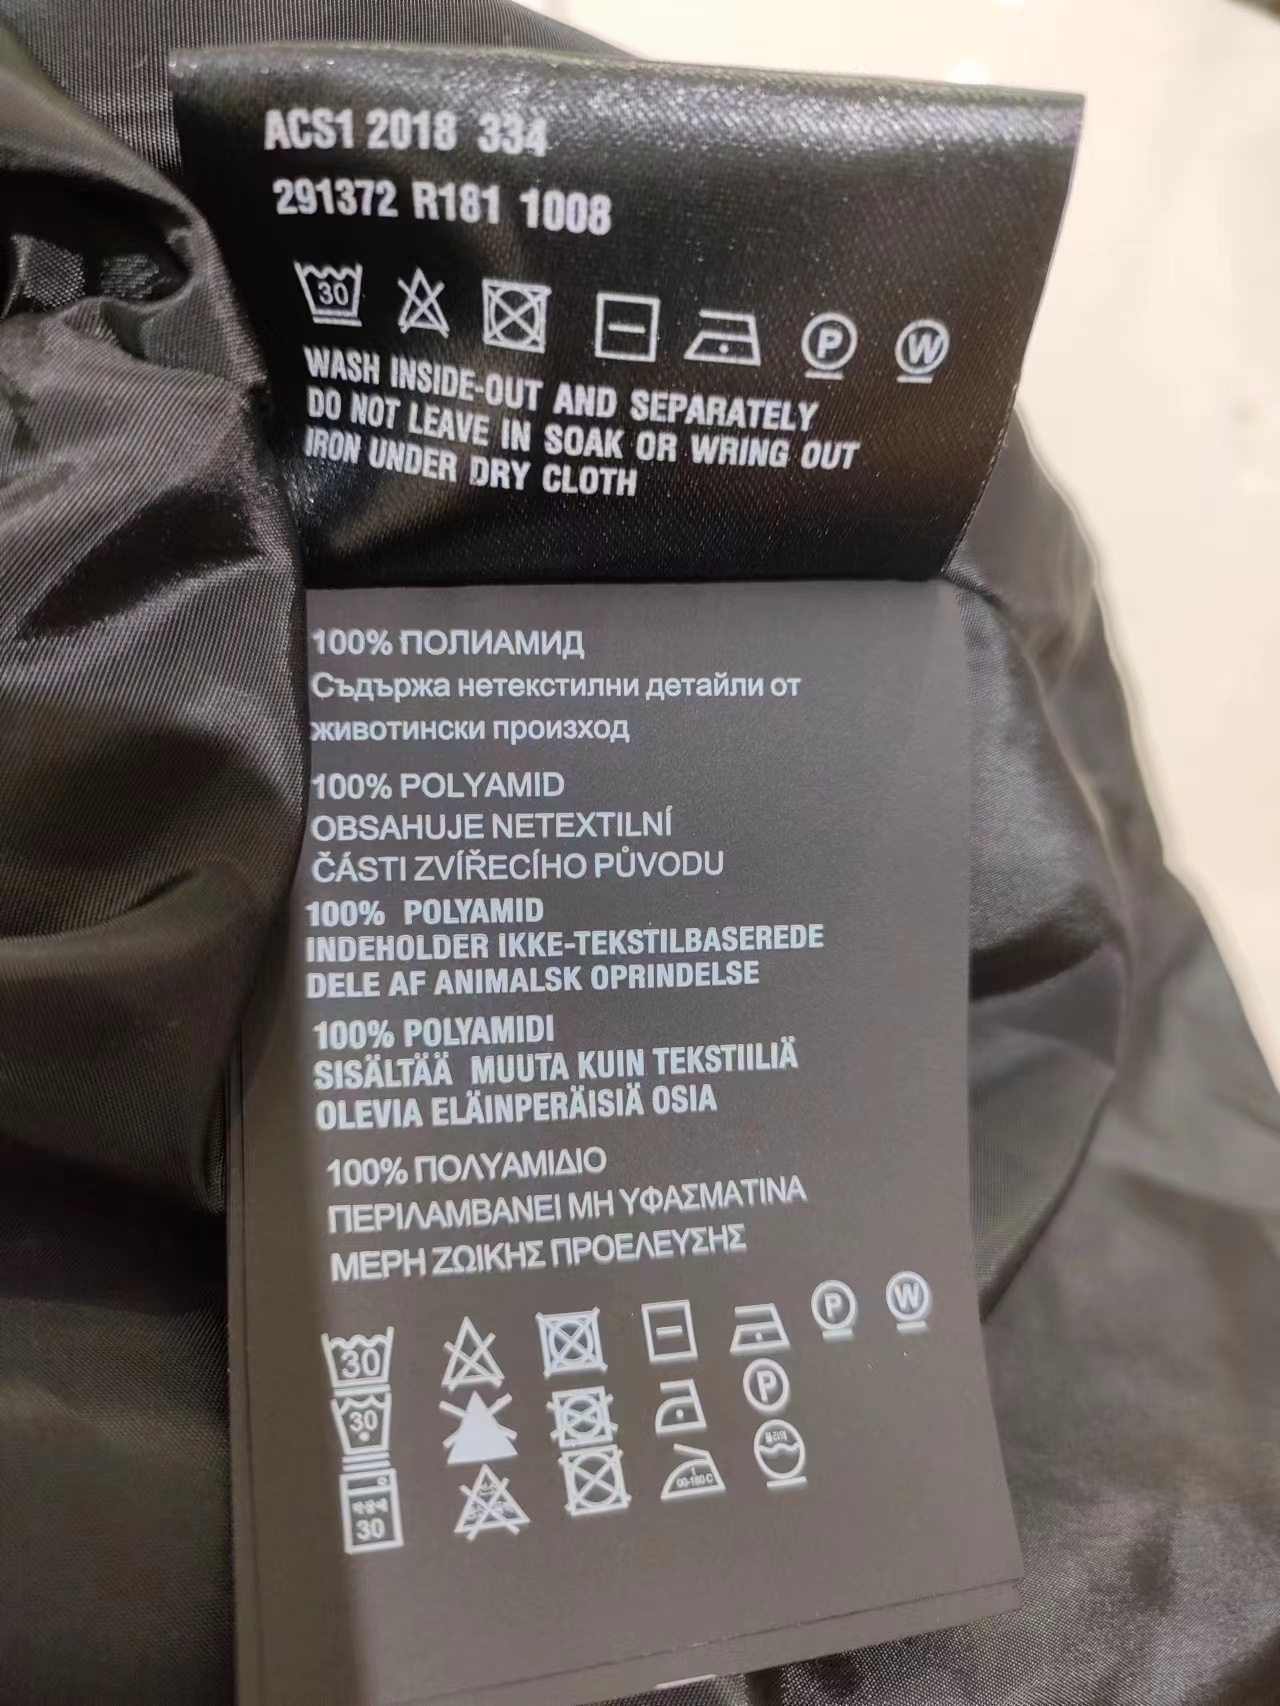 ACS1 2018 334
291372 R181 1008
30
P W
WASH INSIDE-OUT AND SEPARATELY
DO NOT LEAVE IN SOAK OR WRING OUT
IRON UNDER DRY CLOTH
100% ПОЛИАМИД
Съдържа нетекстилни детайли от
животински произход
100% POLYAMID
OBSAHUJE NETEXTILNÍ
ČÁSTI ZVÍŘECÍHO PŮVODU
100% POLYAMID
INDEHOLDER IKKE-TEKSTILBASEREDE
DELE AF ANIMALSK OPRINDELSE
100% POLYAMIDI
SISÄLTÄÄ MUUTA KUIN TEKSTIILIÄ
OLEVIA ELÄINPERÄISIÄ OSIA
100% ΠΟΛΥΑΜΙΔΙΟ
ΠΕΡΙΛΑΜΒΑΝΕΙ ΜΗ ΥΦΑΣΜΑΤΙΝΑ
ΜΕΡΗ ΖΩΙΚΗΣ ΠΡΟΕΛΕΥΣΗΣ
30 P W
30 P
30